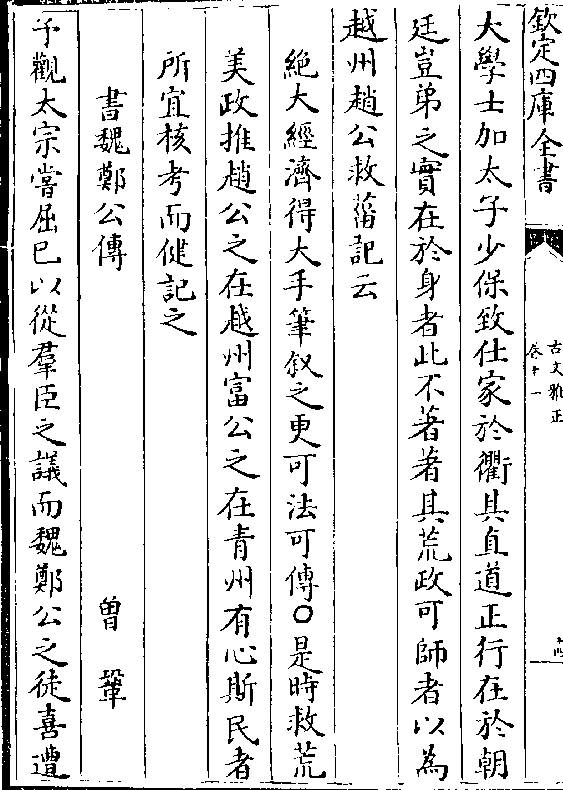 欽定四庫全書
古文雅正
卷十一
大學士加太子少保致仕家於衢其直道正行在於朝
廷豈弟之實在於身者此不著著其荒政可師者以為
越州趙公救菑記云
絶大經濟得大手筆叙之更可法可傳○是時救荒
美政推趙公之在越州富公之在青州有心斯民者
所宜核考而健記之
書魏鄭公傳
曾鞏
予觀太宗嘗屈已以從羣臣之議而魏鄭公之徒喜遭